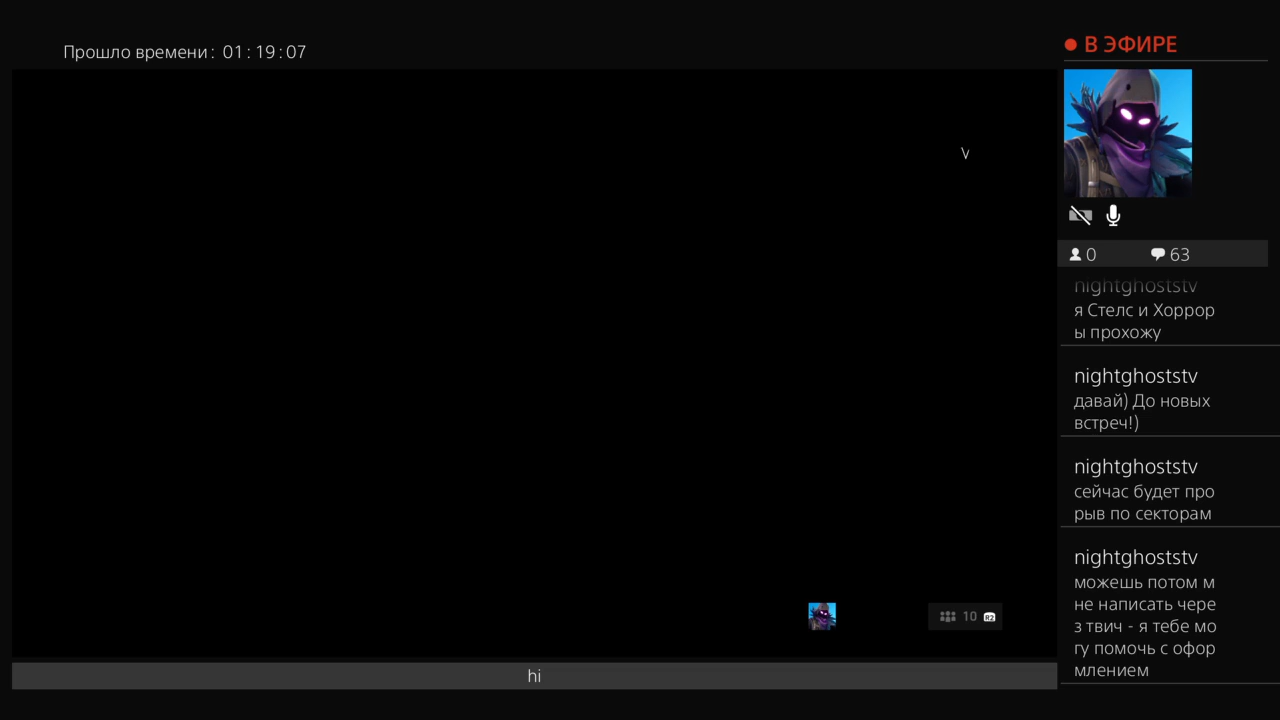 Прошло времени: 01:19:07
В ЭФИРЕ
V
0
63
nightghoststv
я Стелс и Хоррор
ы прохожу
nightghoststv
давай) До новых
встреч!)
nightghoststv
сейчас будет про
рыв по секторам
nightghoststv
можешь потом м
не написать чере
з твич - я тебе мо
гу помочь с офор
млением
10 R2
hi